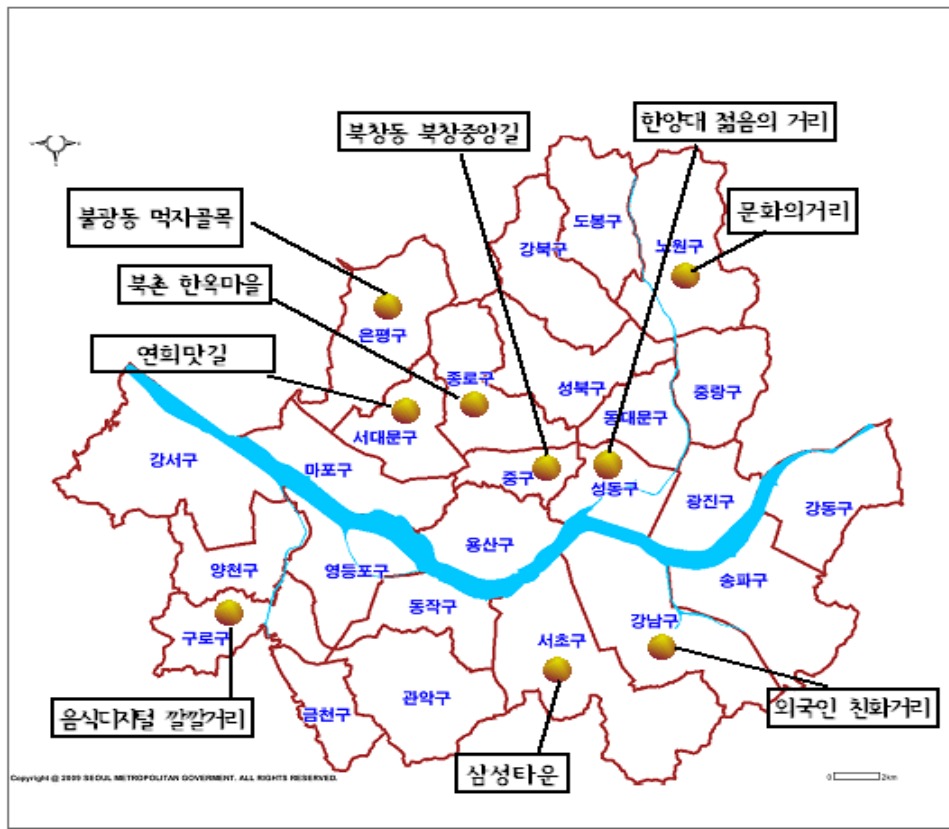 한양대 젊음의 거리
북창동 북창중앙길
불광동 먹자골목
문화의거리
도봉구
강북구
노원구
북촌 한옥마을
은평구
연희맛길
종로구
성북구
중랑구
동대문구
서대문구
강서구
마포구
중구
성동구
광진구
강동구
용산구
양천구
영등포구
송파구
동작구
구로구
서초구
강남구
관악구
금천구
음식디지털 깔깔거리
외국인 친화거리
삼성타운
Copyright @ 2009 SEOUL METROPOLITAN GOVERMENT. ALL RIGHTS RESERVED.
0 2km